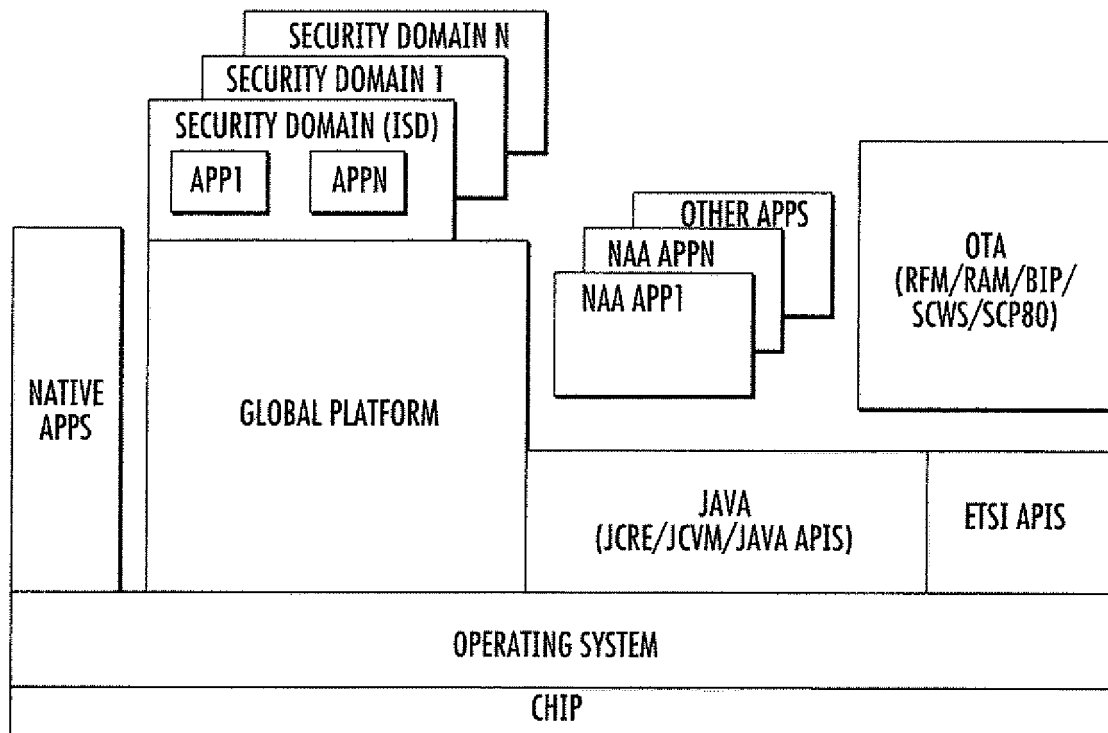 SECURITY DOMAIN N
SECURITY DOMAIN 1
SECURITY DOMAIN (ISD)
APP1
APPN
OTHER APPS
NAA APPN
NAA APP1
OTA
(RFM/RAM/BIP/
SCWS/SCP80)
NATIVE
APPS
GLOBAL PLATFORM
JAVA
(JCRE/JCVM/JAVA APIS)
ETSI APIS
OPERATING SYSTEM
CHIP